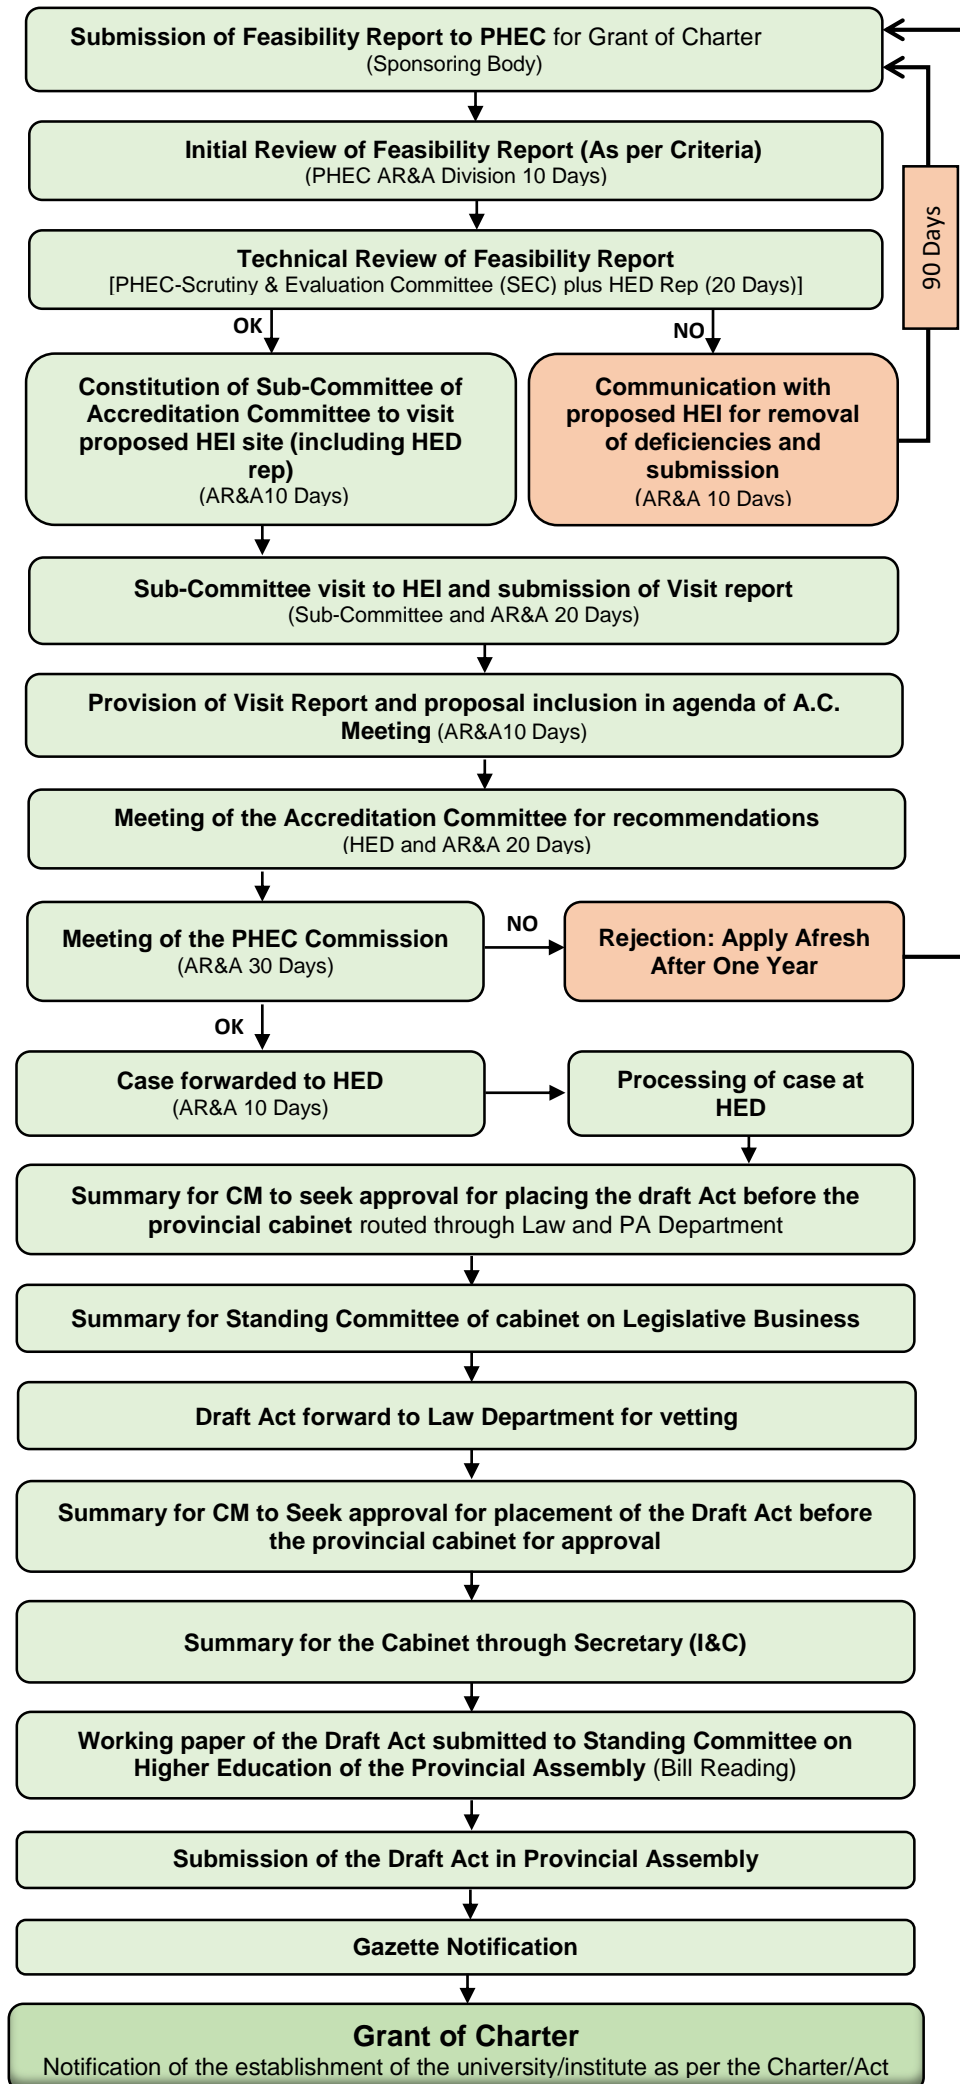 Submission of Feasibility Report to PHEC for Grant of Charter
(Sponsoring Body)
Initial Review of Feasibility Report (As per Criteria)
(PHEC AR&A Division 10 Days)
90 Days
Technical Review of Feasibility Report
[PHEC-Scrutiny & Evaluation Committee (SEC) plus HED Rep (20 Days)]
OK
NO
Constitution of Sub-Committee of
Accreditation Committee to visit
proposed HEI site (including HED
rep)
(AR&A10 Days)
Communication with
proposed HEI for removal
of deficiencies and
submission
(AR&A 10 Days)
Sub-Committee visit to HEI and submission of Visit report
(Sub-Committee and AR&A 20 Days)
Provision of Visit Report and proposal inclusion in agenda of A.C.
Meeting (AR&A10 Days)
Meeting of the Accreditation Committee for recommendations
(HED and AR&A 20 Days)
Meeting of the PHEC Commission
(AR&A 30 Days)
NO
Rejection: Apply Afresh
After One Year
OK
Case forwarded to HED
(AR&A 10 Days)
Processing of case at
HED
Summary for CM to seek approval for placing the draft Act before the
provincial cabinet routed through Law and PA Department
Summary for Standing Committee of cabinet on Legislative Business
Draft Act forward to Law Department for vetting
Summary for CM to Seek approval for placement of the Draft Act before
the provincial cabinet for approval
Summary for the Cabinet through Secretary (I&C)
Working paper of the Draft Act submitted to Standing Committee on
Higher Education of the Provincial Assembly (Bill Reading)
Submission of the Draft Act in Provincial Assembly
Gazette Notification
Grant of Charter
Notification of the establishment of the university/institute as per the Charter/Act